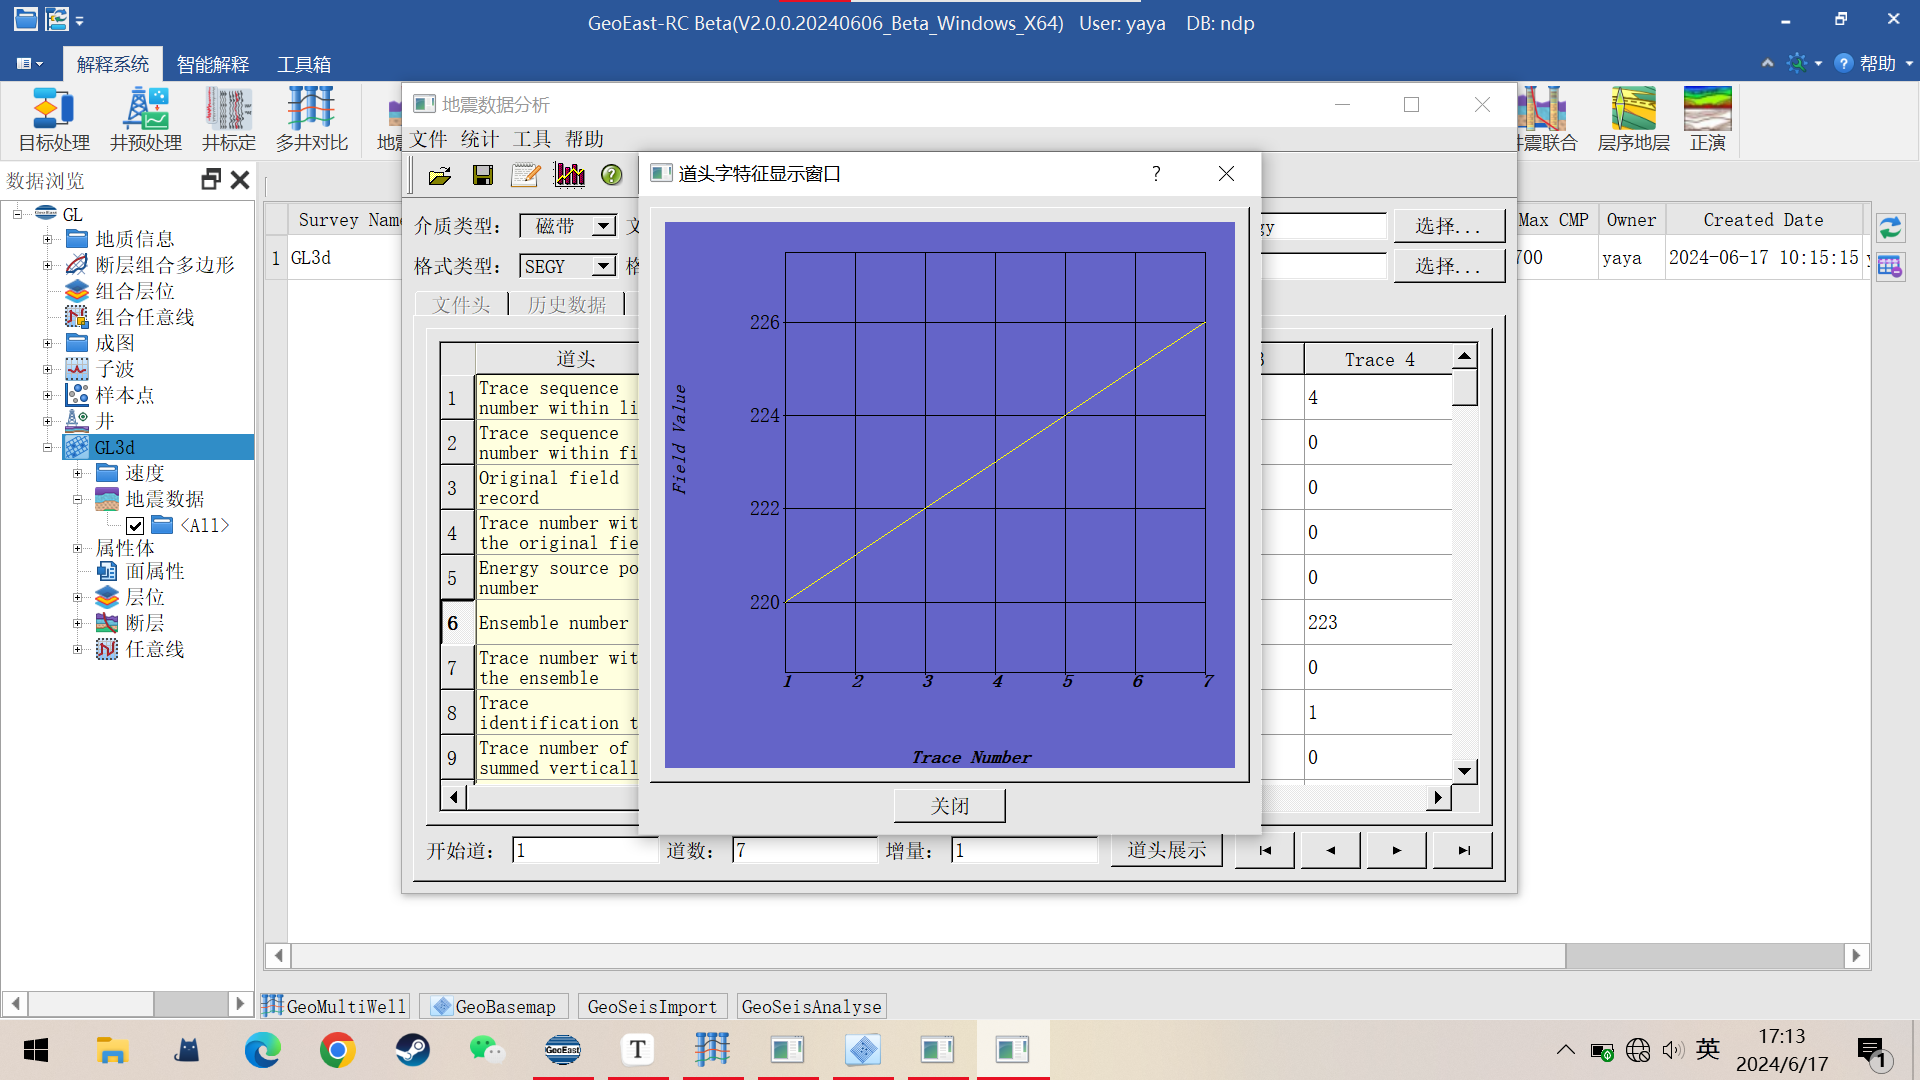 GeoEast-RC Beta(V2.0.0.20240606_Beta_Windows_X64)   User: yaya    DB: ndp
解释系统 智能解释 工具箱
帮助
目标处理 井预处理 井标定 多井对比
层序地层 正演
地震数据分析
文件 统计 工具 帮助
数据浏览
GL
地质信息
断层组合多边形
组合层位
组合任意线
成图
子波
样本点
井
GL3d
速度
地震数据
<All>
属性体
面属性
层位
断层
任意线
Survey Name Max CMP Owner Created Date
1 GL3d 700 yaya 2024-06-17 10:15:15
介质类型: 磁带
选择...
格式类型: SEGY
选择...
文件头 历史数据
道头 Trace 4
1 Trace sequence
number within li 4
2 Trace sequence
number within fi 0
3 Original field
record 0
4 Trace number wit
the original fie 0
5 Energy source po
number 0
6 Ensemble number 223
7 Trace number wit
the ensemble 0
8 Trace
identification t 1
9 Trace number of
summed verticall 0
道头字特征显示窗口 ?
226
224
222
220
Field Value
1 2 3 4 5 6 7
Trace Number
关闭
开始道: 1 道数: 7 增量: 1 道头展示
GeoMultiWell GeoBasemap GeoSeisImport GeoSeisAnalyse
GeoEast
T
英
17:13
2024/6/17
1